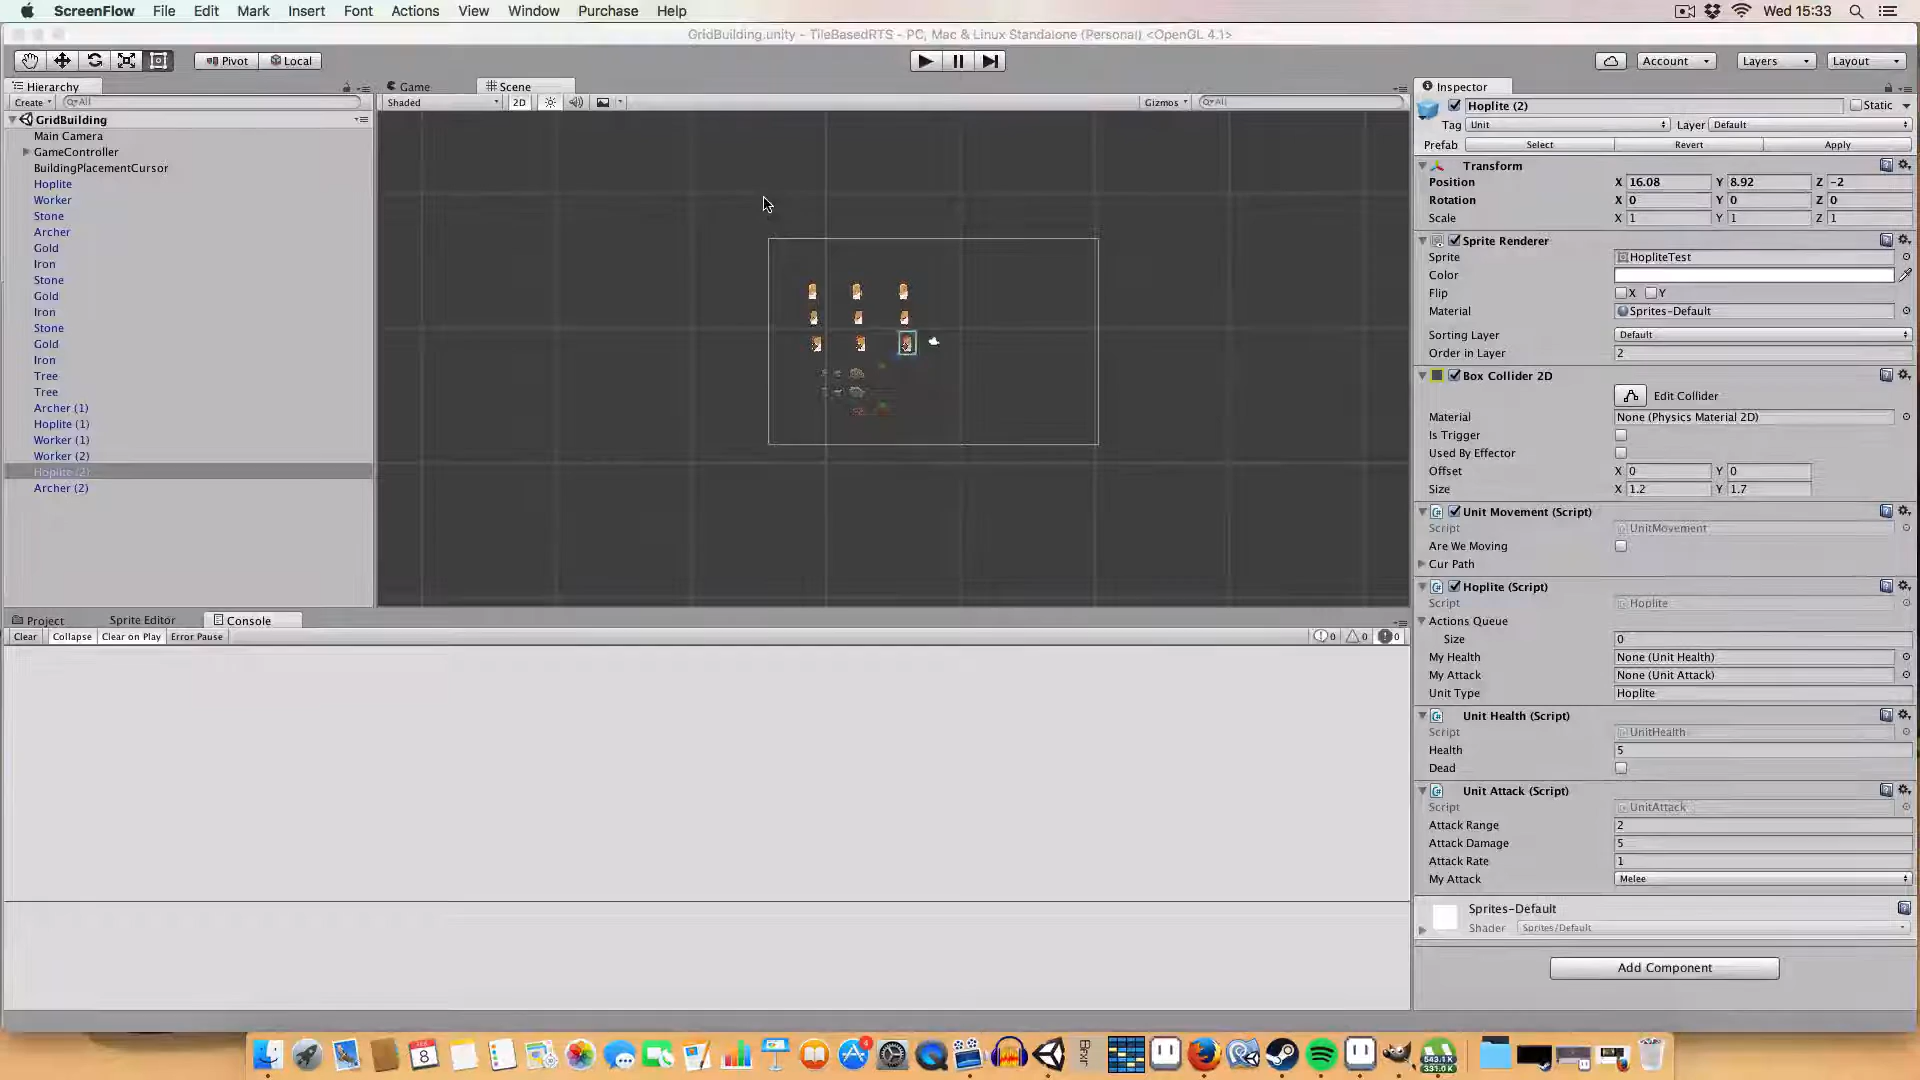 ScreenFlow File Edit Mark Insert Font Actions View Window Purchase Help Wed 15:33
GridBuilding.unity - TileBasedRTS - PC, Mac & Linux Standalone (Personal) <OpenGL 4.1>
Pivot Local Account Layers Layout
Hierarchy
Create All
GridBuilding
Main Camera
GameController
BuildingPlacementCursor
Hoplite
Worker
Stone
Archer
Gold
Iron
Stone
Gold
Iron
Stone
Gold
Iron
Tree
Tree
Archer (1)
Hoplite (1)
Worker (1)
Worker (2)
Hoplite (2)
Archer (2)
Game Scene
Shaded 2D Gizmos All
Project Sprite Editor Console
Clear Collapse Clear on Play Error Pause 0 0 0
Inspector
Hoplite (2) Static
Tag Unit Layer Default
Prefab Select Revert Apply
Transform
Position X 16.08 Y 8.92 Z -2
Rotation X 0 Y 0 Z 0
Scale X 1 Y 1 Z 1
Sprite Renderer
Sprite HopliteTest
Color
Flip X Y
Material Sprites-Default
Sorting Layer Default
Order in Layer 2
Box Collider 2D
Edit Collider
Material None (Physics Material 2D)
Is Trigger
Used By Effector
Offset X 0 Y 0
Size X 1.2 Y 1.7
Unit Movement (Script)
Script UnitMovement
Are We Moving
Cur Path
Hoplite (Script)
Script Hoplite
Actions Queue
Size 0
My Health None (Unit Health)
My Attack None (Unit Attack)
Unit Type Hoplite
Unit Health (Script)
Script UnitHealth
Health 5
Dead
Unit Attack (Script)
Script UnitAttack
Attack Range 2
Attack Damage 5
Attack Rate 1
My Attack Melee
Sprites-Default
Shader Sprites/Default
Add Component
8
4
543.1 K
331.0 K